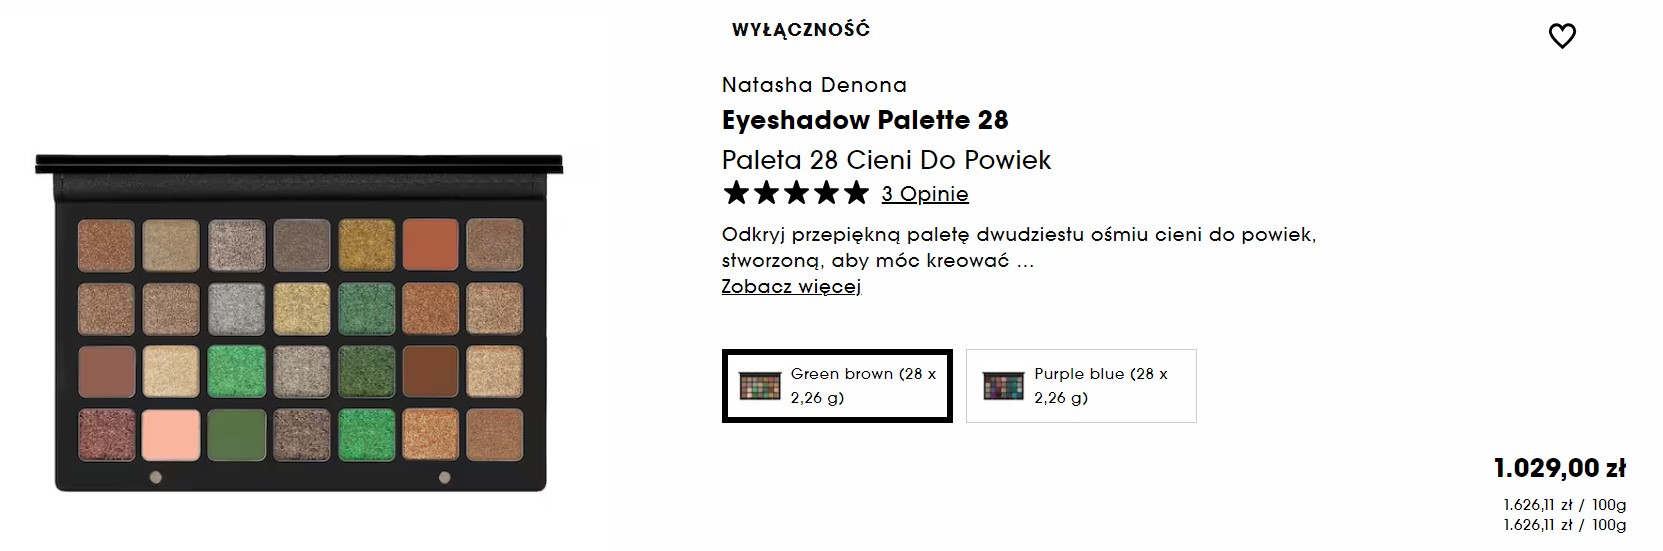 WYŁĄCZNOŚĆ
Natasha Denona
Eyeshadow Palette 28
Paleta 28 Cieni Do Powiek
3 Opinie
Odkryj przepiękną paletę dwudziestu ośmiu cieni do powiek,
stworzoną, aby móc kreować ...
Zobacz więcej
Green brown (28 x
2,26 g)
Purple blue (28 x
2,26 g)
1.029,00 zł
1.626,11 zł / 100g
1.626,11 zł / 100g